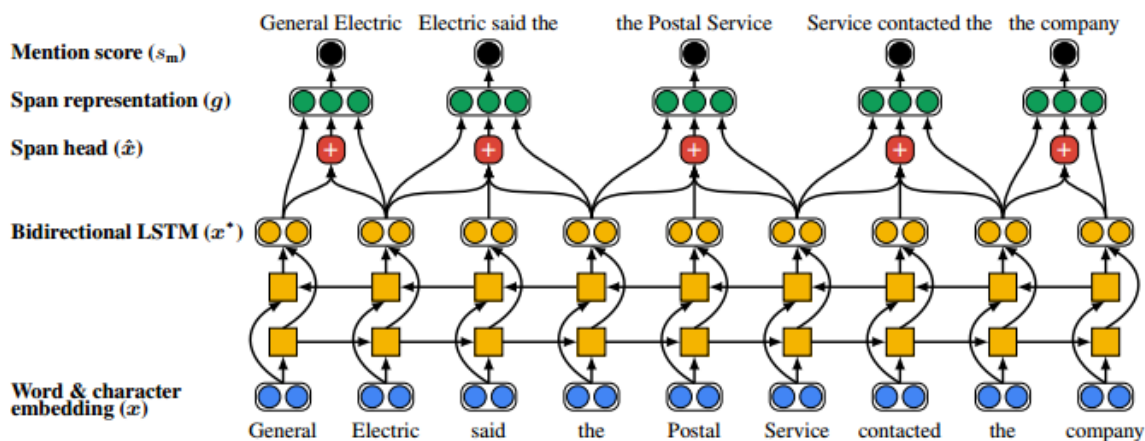 General Electric Electric said the the Postal Service Service contacted the the company
Mention score (sₘ)
Span representation (g)
Span head (x̂)
+ + + + +
Bidirectional LSTM (x*)
Word & character
embedding (x)
General Electric said the Postal Service contacted the company